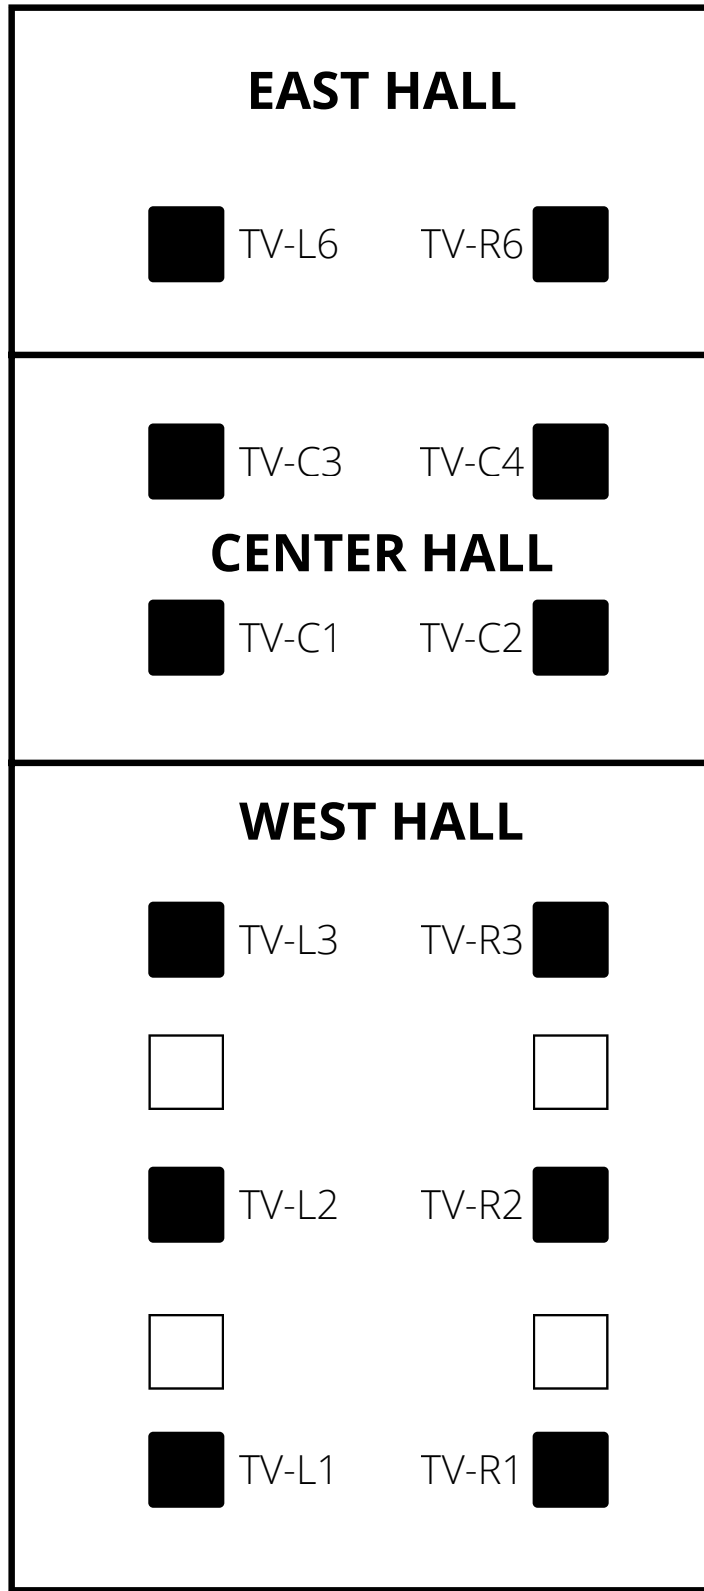 EAST HALL
TV-L6 TV-R6
TV-C3 TV-C4
CENTER HALL
TV-C1 TV-C2
WEST HALL
TV-L3 TV-R3
TV-L2 TV-R2
TV-L1 TV-R1